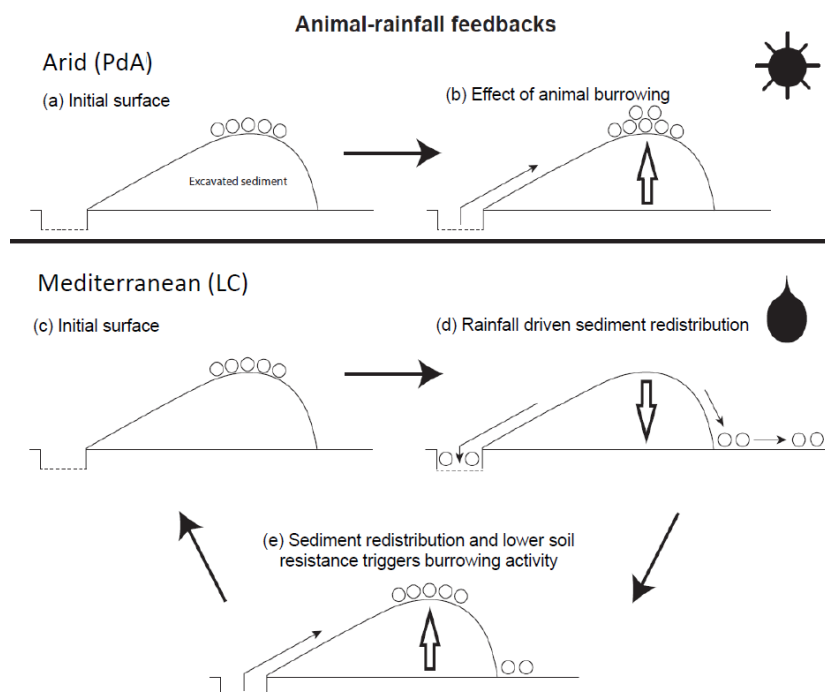 Animal-rainfall feedbacks
Arid (PdA)
(a) Initial surface
(b) Effect of animal burrowing
Excavated sediment
Mediterranean (LC)
(c) Initial surface
(d) Rainfall driven sediment redistribution
(e) Sediment redistribution and lower soil
resistance triggers burrowing activity